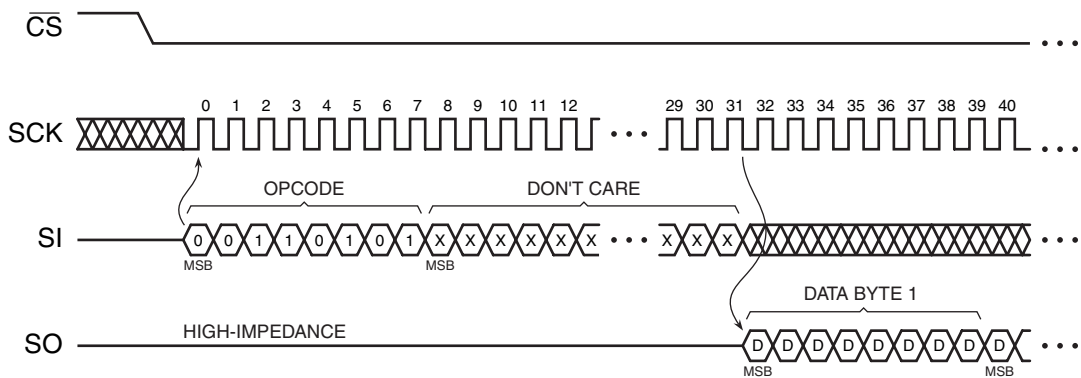 CS
SCK
0 1 2 3 4 5 6 7 8 9 10 11 12 29 30 31 32 33 34 35 36 37 38 39 40
OPCODE DON'T CARE
SI
0 0 1 1 0 1 0 1 X X X X X X X X X
MSB MSB
DATA BYTE 1
HIGH-IMPEDANCE
SO
D D D D D D D D D
MSB MSB